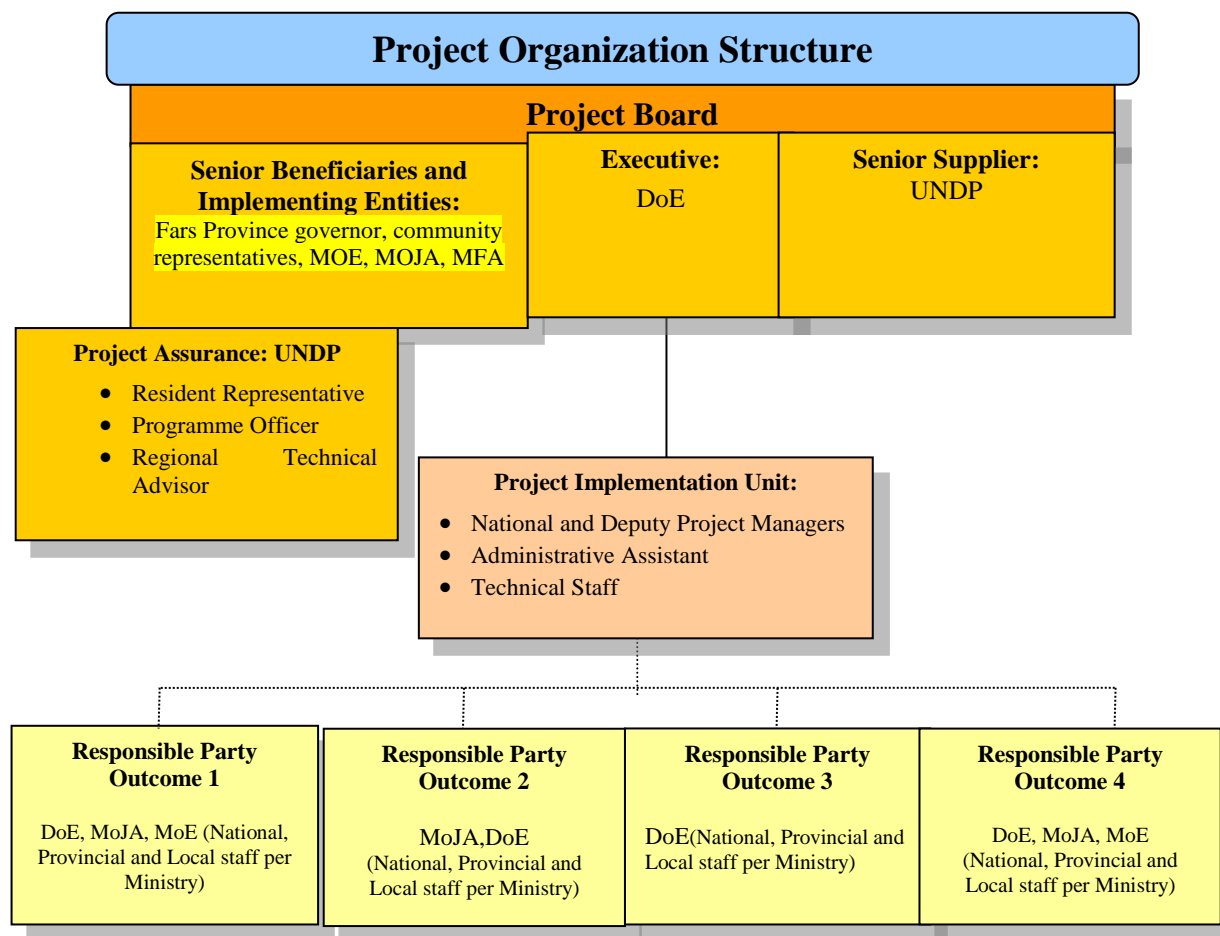 Project Organization Structure
Project Board
Senior Beneficiaries and
Implementing Entities:
Fars Province governor, community
representatives, MOE, MOJA, MFA
Executive:
DoE
Senior Supplier:
UNDP
Project Assurance: UNDP
• Resident Representative
• Programme Officer
• Regional Technical
Advisor
Project Implementation Unit:
• National and Deputy Project Managers
• Administrative Assistant
• Technical Staff
Responsible Party
Outcome 1
DoE, MoJA, MoE (National,
Provincial and Local staff per
Ministry)
Responsible Party
Outcome 2
MoJA,DoE
(National, Provincial and
Local staff per Ministry)
Responsible Party
Outcome 3
DoE(National, Provincial and
Local staff per Ministry)
Responsible Party
Outcome 4
DoE, MoJA, MoE
(National, Provincial and
Local staff per Ministry)